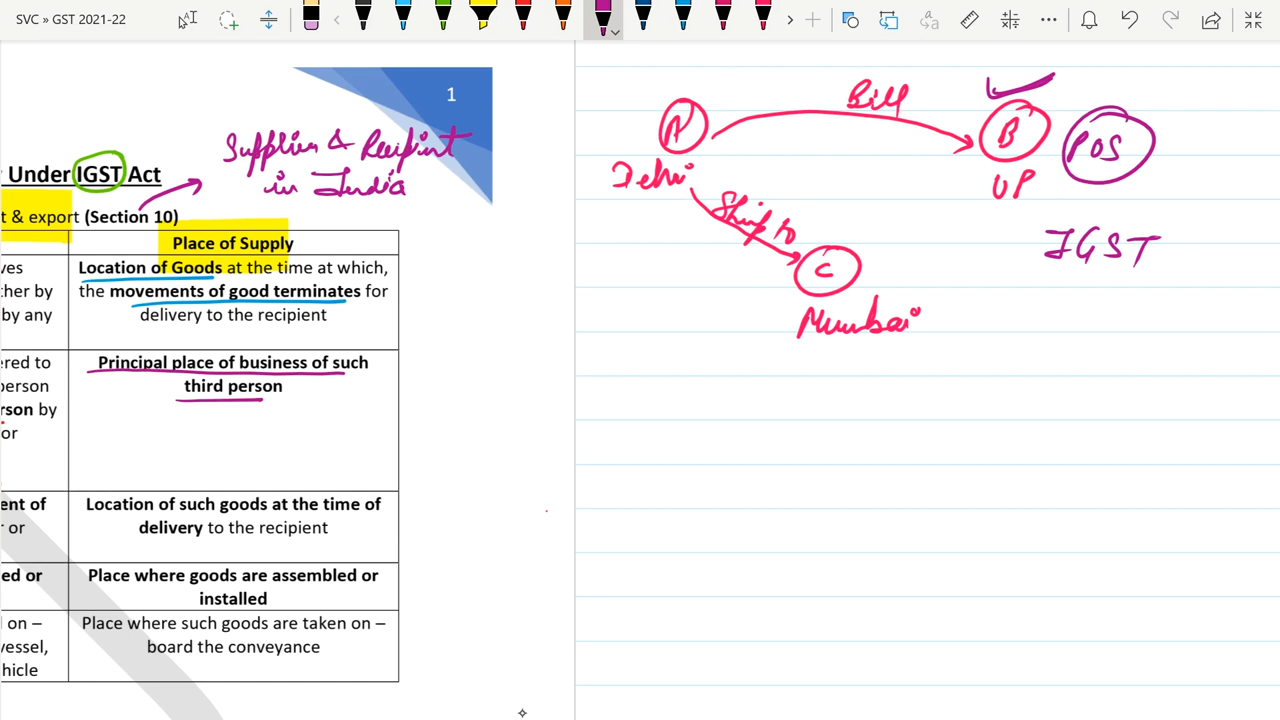 SVC » GST 2021-22
1
Supplier & Recipient
in India
Under IGST Act
t & export (Section 10)
Place of Supply
ves
ther by
by any
Location of Goods at the time at which,
the movements of good terminates for
delivery to the recipient
ered to
person
rson by
or
Principal place of business of such
third person
ent of
r or
Location of such goods at the time of
delivery to the recipient
ed or
Place where goods are assembled or
installed
on –
vessel,
hicle
Place where such goods are taken on –
board the conveyance
Bill
A
B
POS
Delhi
UP
Ship to
IGST
C
Mumbai